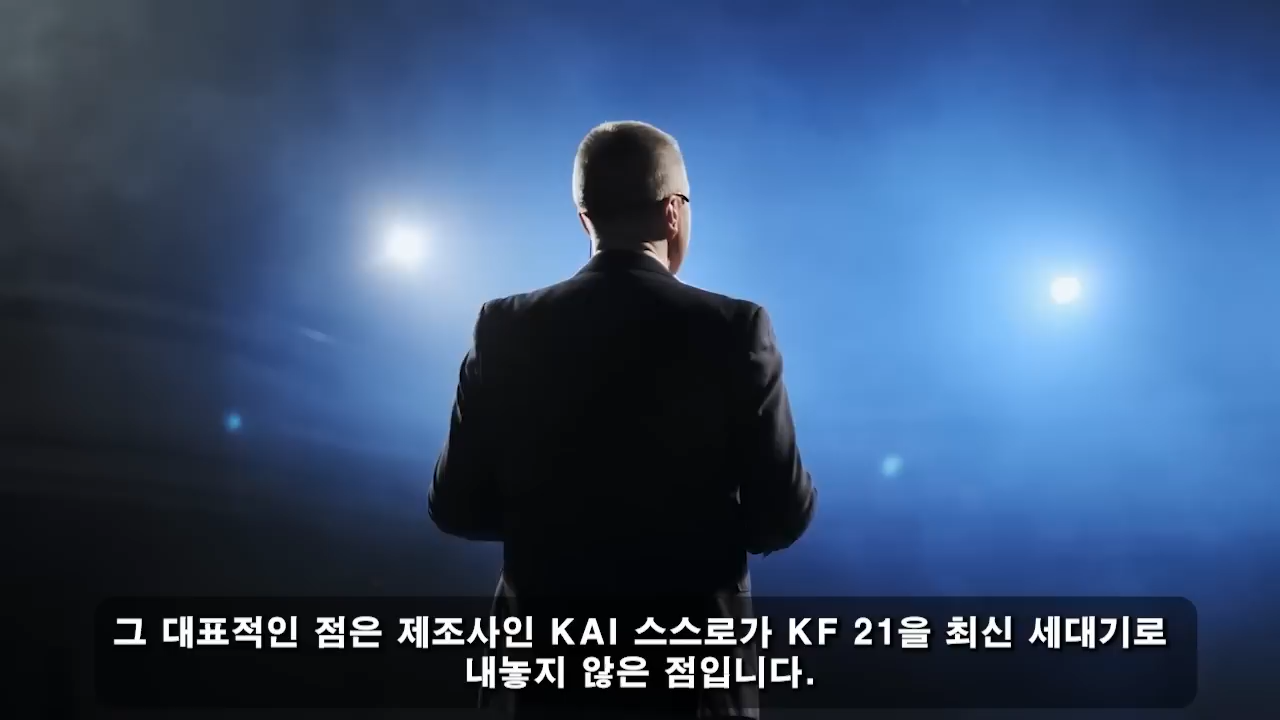 그 대표적인 점은 제조사인 KAI 스스로가 KF 21을 최신 세대기로
내놓지 않은 점입니다.